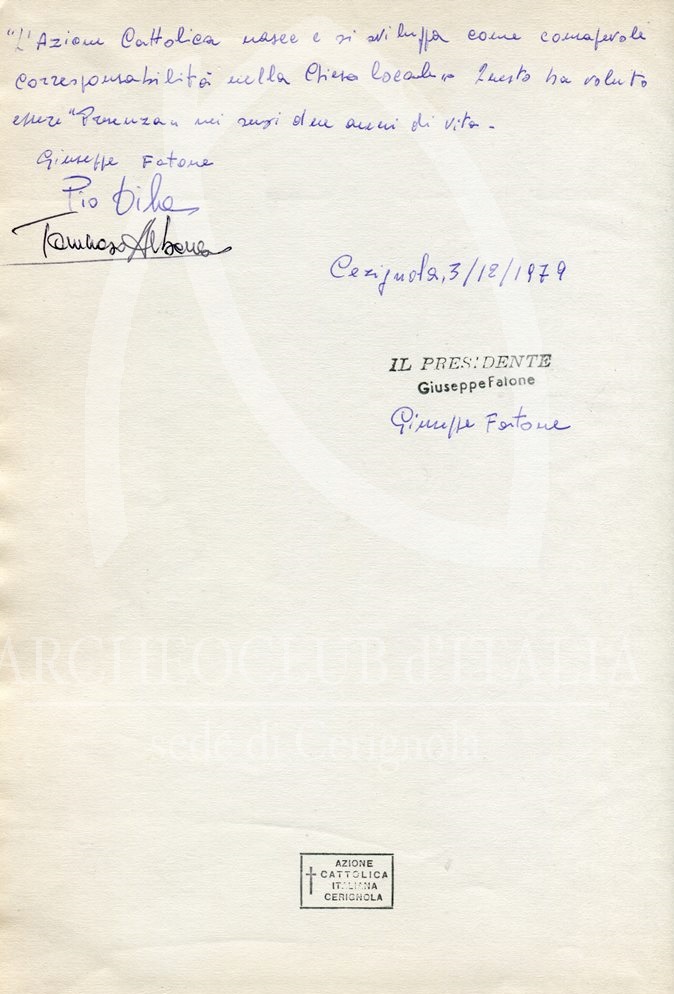 "L'Azione Cattolica nasce e si sviluppa come consapevole
corresponsabilità nella Chiesa locale". Questo ha voluto
essere "Presenza" nei suoi due anni di vita.
Giuseppe Fatone
Pio
Tommaso Albano
Cerignola, 3/12/1979
IL PRESIDENTE
Giuseppe Fatone
Giuseppe Fatone
ARCHEOCLUB d'ITALIA
sede di Cerignola
AZIONE
CATTOLICA
ITALIANA
CERIGNOLA